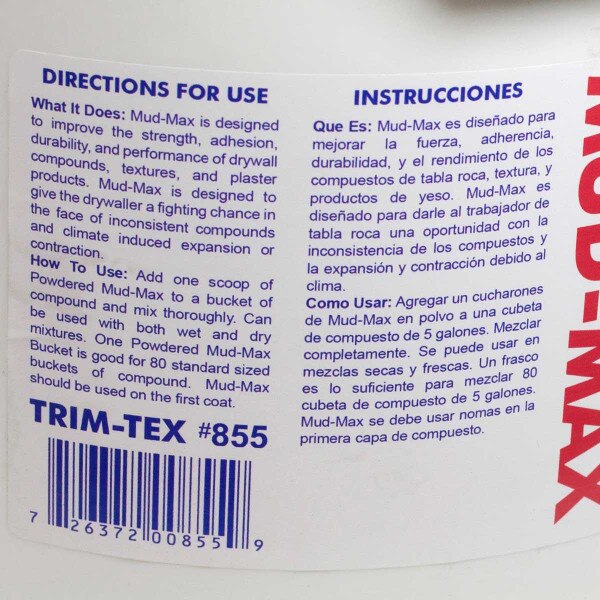 DIRECTIONS FOR USE
What It Does: Mud-Max is designed
to improve the strength, adhesion,
durability, and performance of drywall
compounds, textures, and plaster
products. Mud-Max is designed to
give the drywaller a fighting chance in
the face of inconsistent compounds
and climate induced expansion or
contraction.
How To Use: Add one scoop of
Powdered Mud-Max to a bucket of
compound and mix thoroughly. Can
be used with both wet and dry
mixtures. One Powdered Mud-Max
Bucket is good for 80 standard sized
buckets of compound. Mud-Max
should be used on the first coat.
TRIM-TEX #855
7 26372 00855 9
INSTRUCCIONES
Que Es: Mud-Max es diseñado para
mejorar la fuerza, adherencia,
durabilidad, y el rendimiento de los
compuestos de tabla roca, textura, y
productos de yeso. Mud-Max es
diseñado para darle al trabajador de
tabla roca una oportunidad con la
inconsistencia de los compuestos y
la expansión y contracción debido al
clima.
Como Usar: Agregar un cucharones
de Mud-Max en polvo a una cubeta
de compuesto de 5 galones. Mezclar
completamente. Se puede usar en
mezclas secas y frescas. Un frasco
es lo suficiente para mezclar 80
cubeta de compuesto de 5 galones.
Mud-Max se debe usar nomas en la
primera capa de compuesto.
MUD-MAX